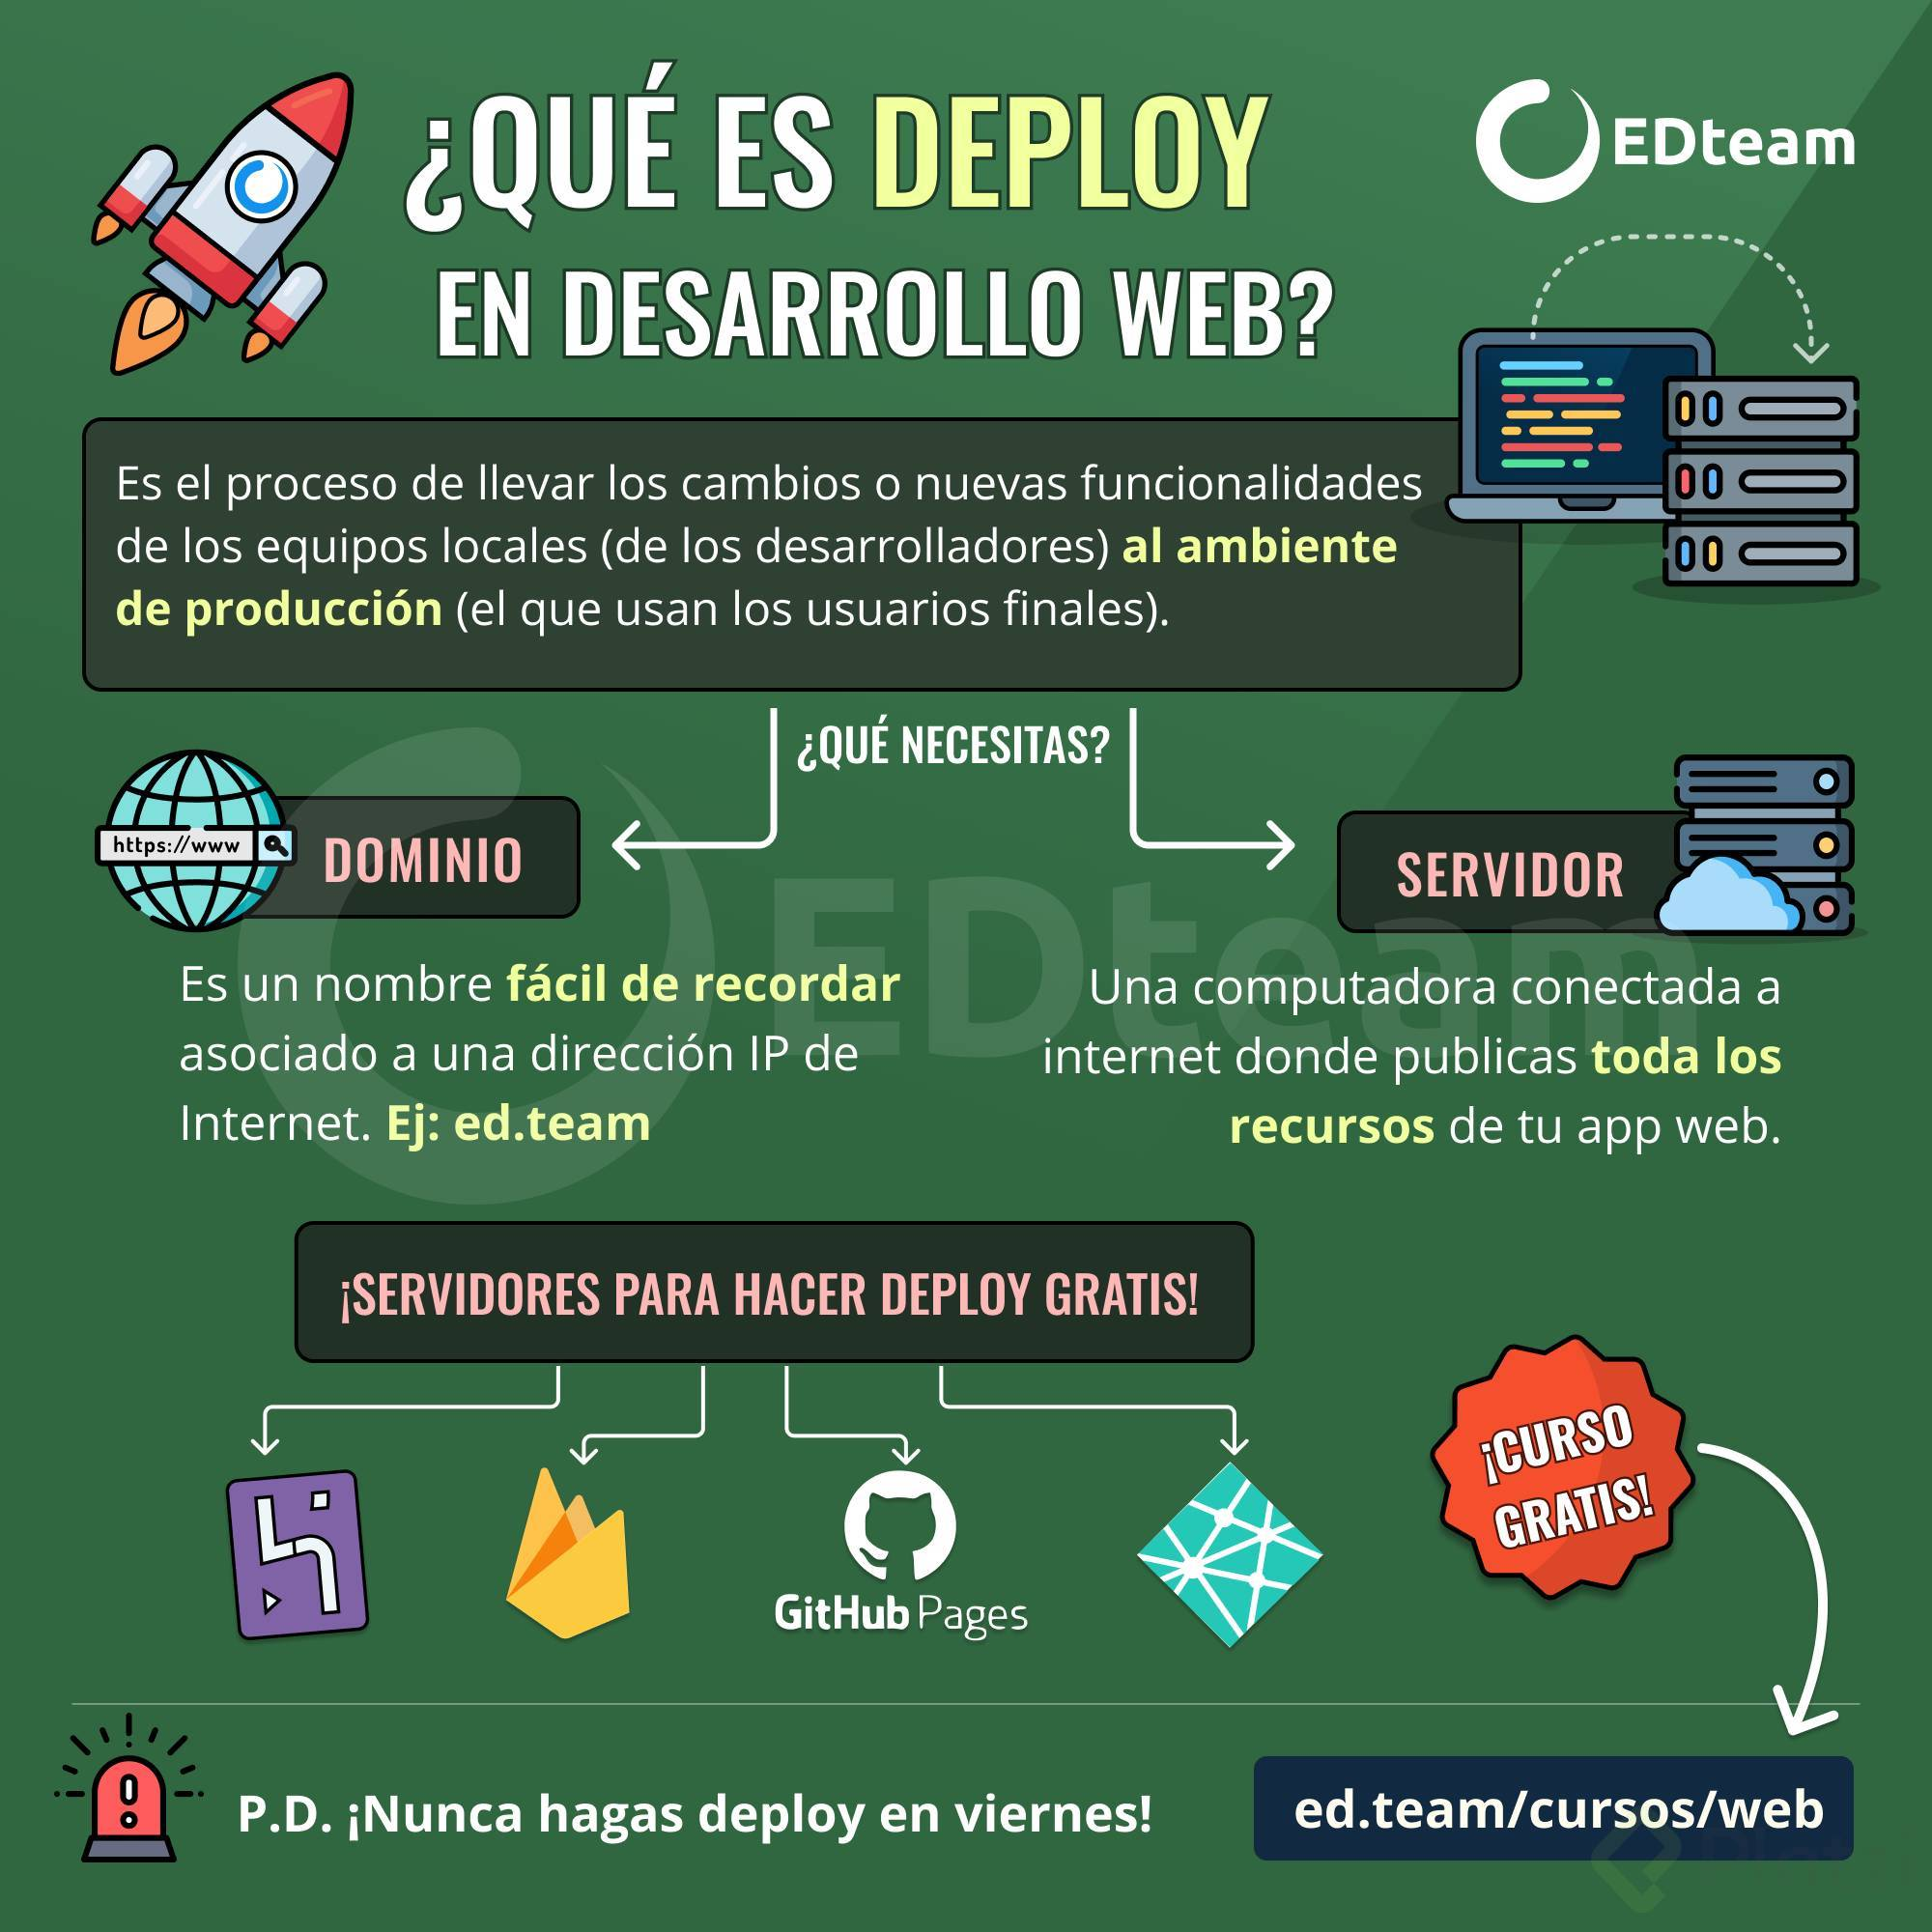 ¿QUÉ ES DEPLOY
EN DESARROLLO WEB?
EDteam
Es el proceso de llevar los cambios o nuevas funcionalidades
de los equipos locales (de los desarrolladores) al ambiente
de producción (el que usan los usuarios finales).
¿QUÉ NECESITAS?
https://www
DOMINIO
Es un nombre fácil de recordar
asociado a una dirección IP de
Internet. Ej: ed.team
SERVIDOR
Una computadora conectada a
internet donde publicas toda los
recursos de tu app web.
EDteam
¡SERVIDORES PARA HACER DEPLOY GRATIS!
GitHub Pages
¡CURSO
GRATIS!
P.D. ¡Nunca hagas deploy en viernes!
ed.team/cursos/web